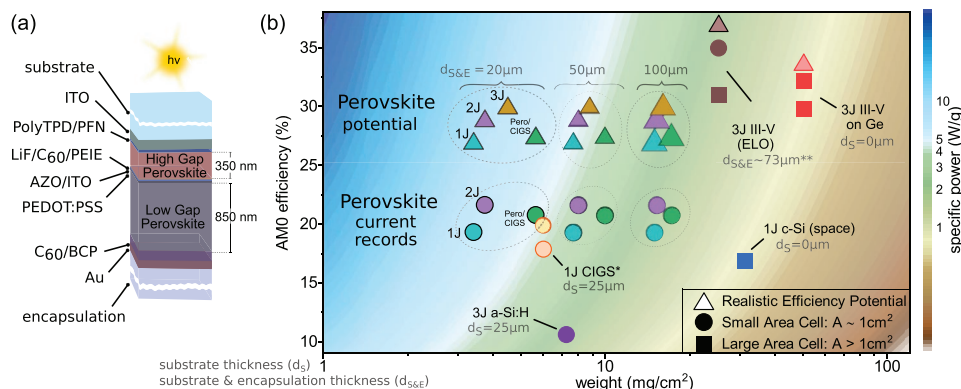 (a)
hν
substrate
ITO
PolyTPD/PFN
LiF/C60/PEIE
AZO/ITO
PEDOT:PSS
C60/BCP
Au
encapsulation
High Gap
Perovskite
350 nm
Low Gap
Perovskite
850 nm
substrate thickness (dS)
substrate & encapsulation thickness (dS&E)
(b)
AM0 efficiency (%)
35
30
25
20
15
10
1
10
100
weight (mg/cm²)
dS&E = 20μm
50μm
100μm
Perovskite
potential
3J
2J
1J
Pero/
CIGS
Perovskite
current
records
2J
1J
Pero/
CIGS
1J CIGS*
dS=25μm
3J a-Si:H
dS=25μm
3J III-V
(ELO)
dS&E~73μm**
3J III-V
on Ge
dS=0μm
1J c-Si (space)
dS=0μm
Realistic Efficiency Potential
Small Area Cell: A ~ 1cm²
Large Area Cell: A > 1cm²
10
5
4
3
2
1
specific power (W/g)